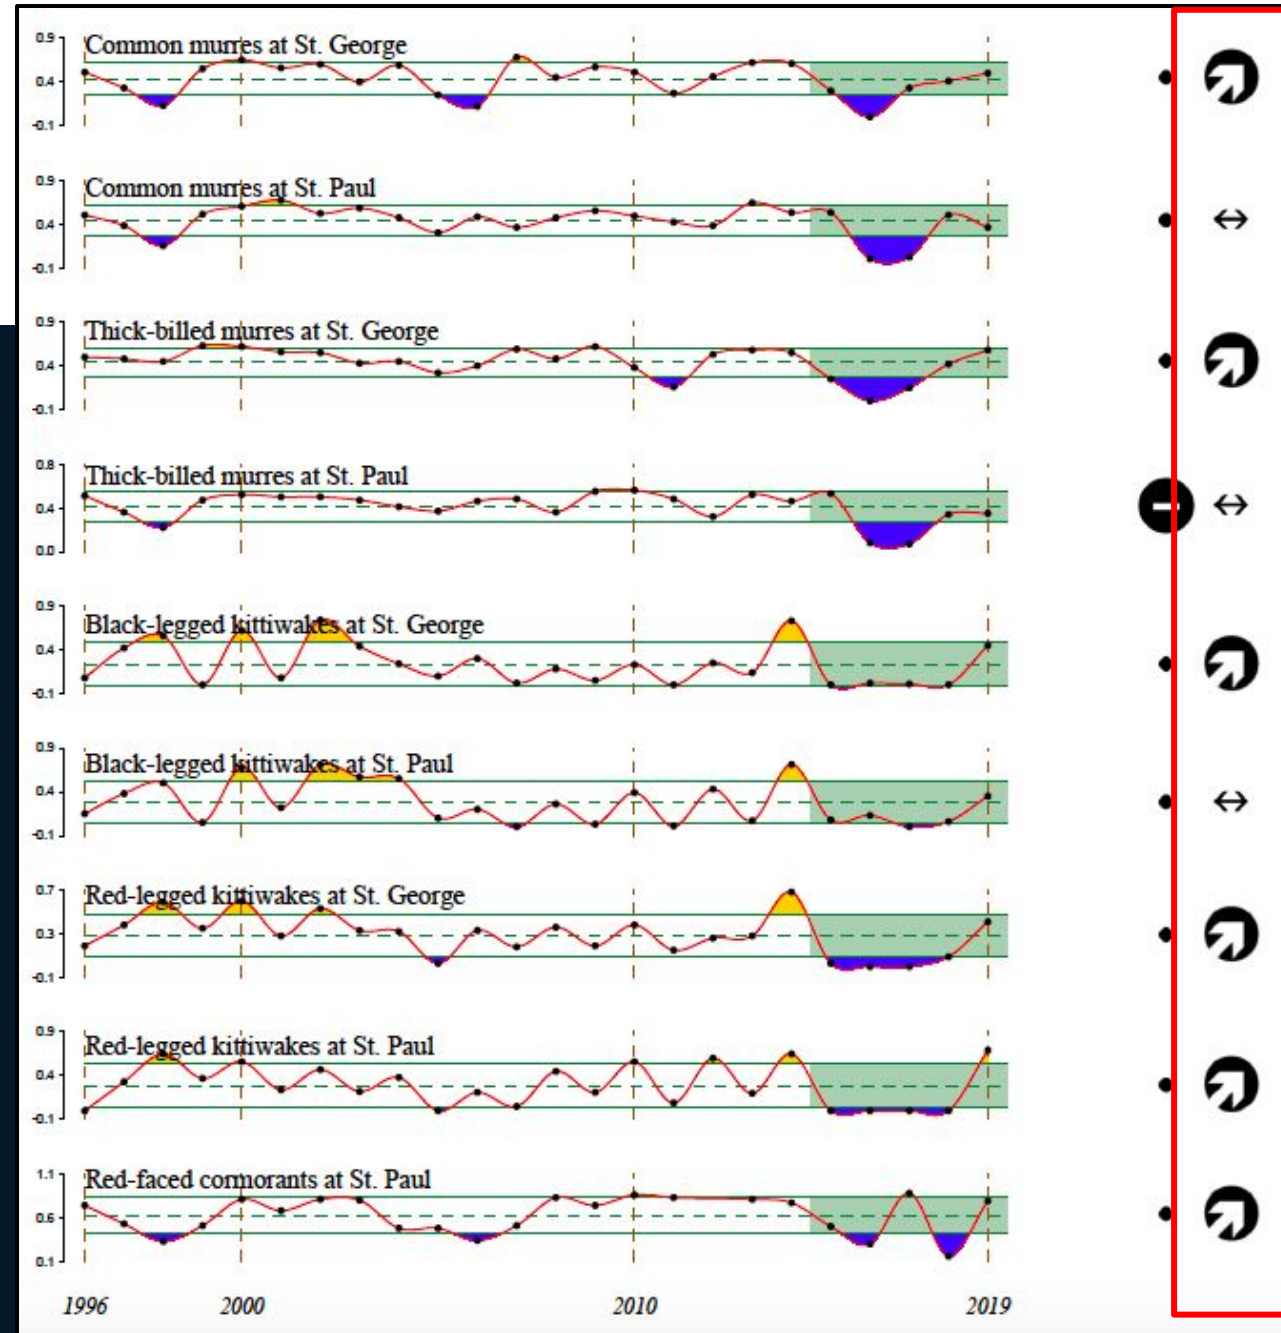 Common murres at St. George
0.9
0.4
-0.1
Common murres at St. Paul
0.9
0.4
-0.1
Thick-billed murres at St. George
0.9
0.4
-0.1
Thick-billed murres at St. Paul
0.8
0.4
0.0
Black-legged kittiwakes at St. George
0.9
0.4
-0.1
Black-legged kittiwakes at St. Paul
0.9
0.4
-0.1
Red-legged kittiwakes at St. George
0.7
0.3
-0.1
Red-legged kittiwakes at St. Paul
0.9
0.4
-0.1
Red-faced cormorants at St. Paul
1.1
0.6
0.1
1996 2000 2010 2019